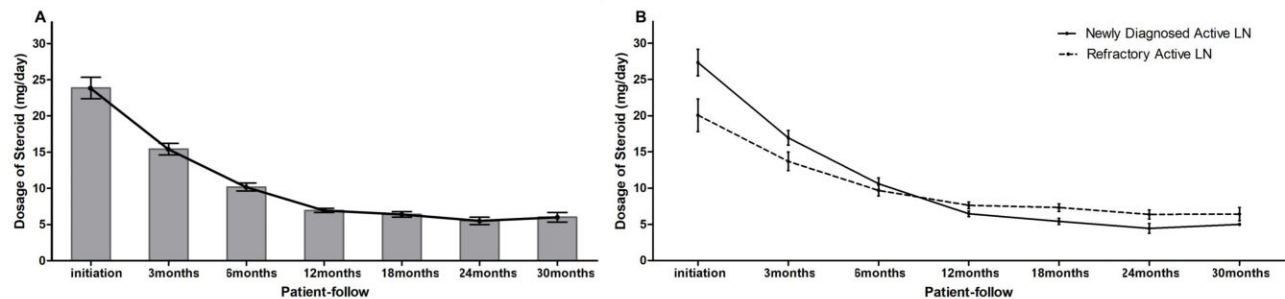 A
Dosage of Steroid (mg/day)
30
25
20
15
10
5
0
initiation 3months 6months 12months 18months 24months 30months
Patient-follow
B
Newly Diagnosed Active LN
Refractory Active LN
Dosage of Steroid (mg/day)
30
25
20
15
10
5
0
initiation 3months 6months 12months 18months 24months 30months
Patient-follow